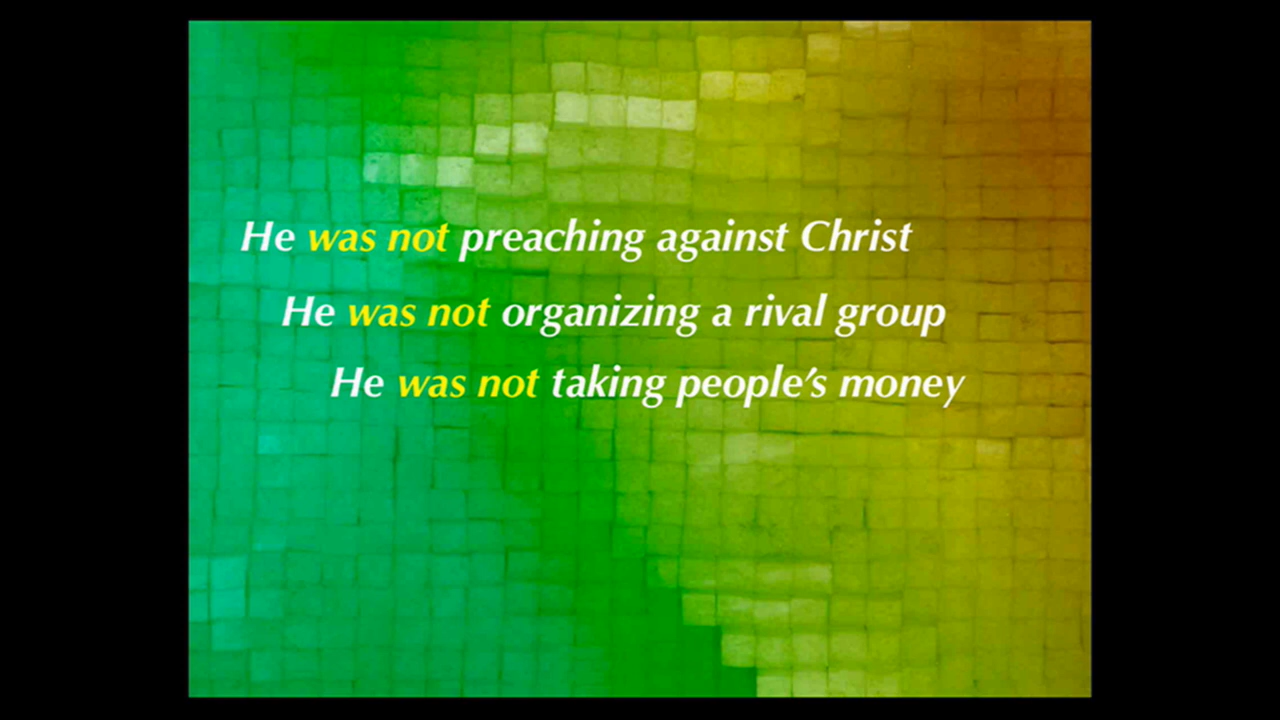 He was not preaching against Christ
He was not organizing a rival group
He was not taking people’s money